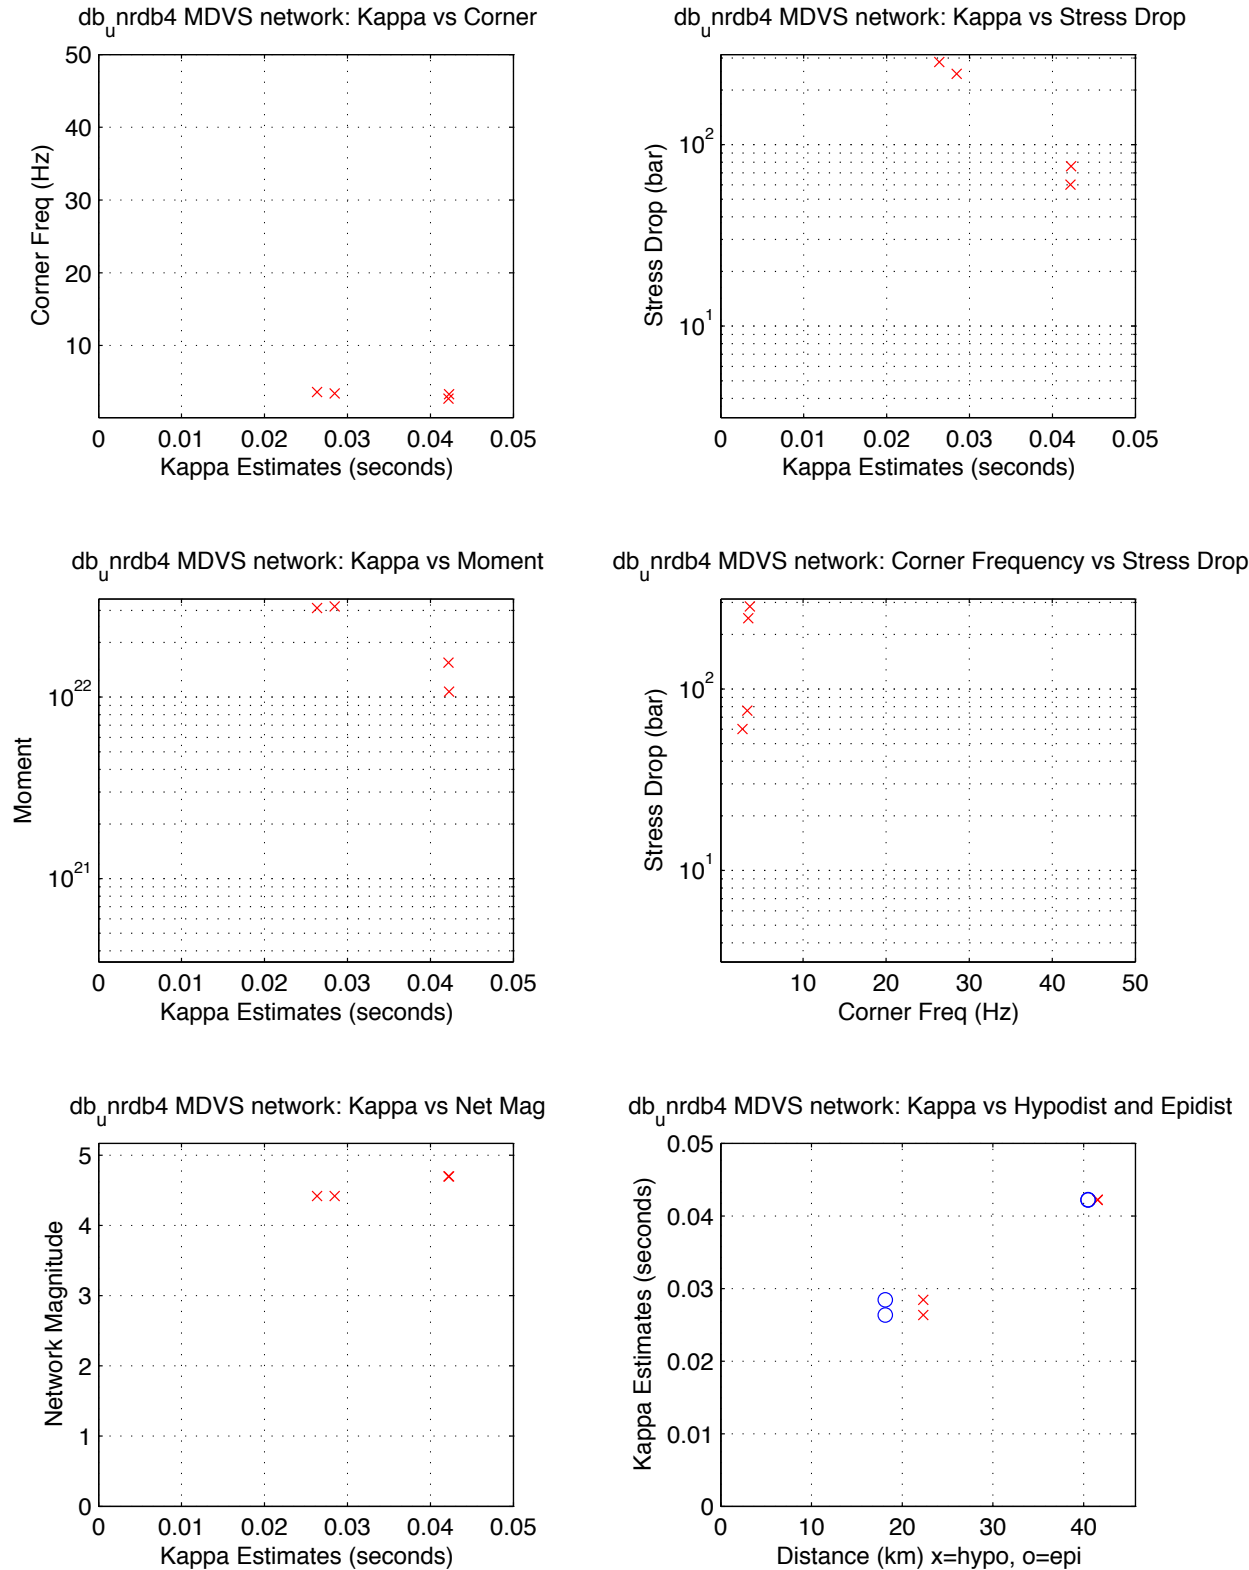 db_unrdb4 MDVS network: Kappa vs Corner
50
40
30
20
10
Corner Freq (Hz)
0 0.01 0.02 0.03 0.04 0.05
Kappa Estimates (seconds)
db_unrdb4 MDVS network: Kappa vs Stress Drop
10^2
10^1
Stress Drop (bar)
0 0.01 0.02 0.03 0.04 0.05
Kappa Estimates (seconds)
db_unrdb4 MDVS network: Kappa vs Moment
10^22
10^21
Moment
0 0.01 0.02 0.03 0.04 0.05
Kappa Estimates (seconds)
db_unrdb4 MDVS network: Corner Frequency vs Stress Drop
10^2
10^1
Stress Drop (bar)
10 20 30 40 50
Corner Freq (Hz)
db_unrdb4 MDVS network: Kappa vs Net Mag
5
4
3
2
1
0
Network Magnitude
0 0.01 0.02 0.03 0.04 0.05
Kappa Estimates (seconds)
db_unrdb4 MDVS network: Kappa vs Hypodist and Epidist
0.05
0.04
0.03
0.02
0.01
0
Kappa Estimates (seconds)
0 10 20 30 40
Distance (km) x=hypo, o=epi